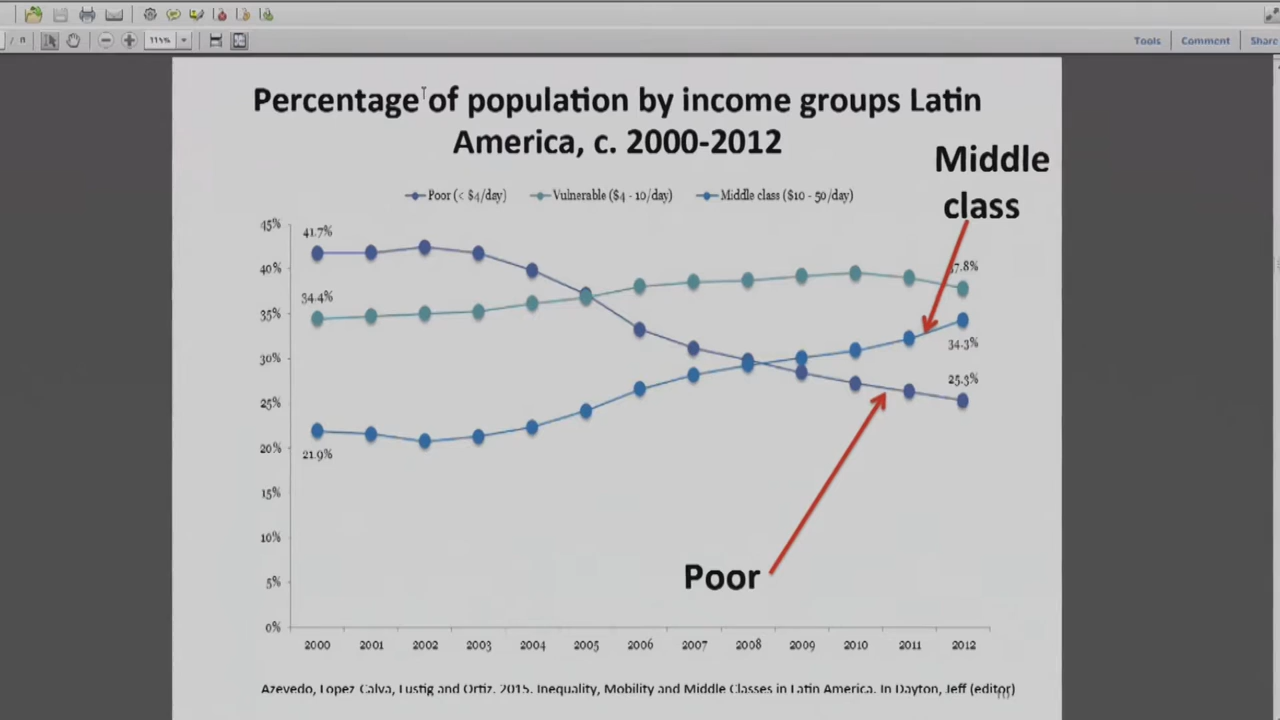 115%
Tools Comment Share
Percentage of population by income groups Latin
America, c. 2000-2012
Middle
class
Poor (< $4/day) Vulnerable ($4 - 10/day) Middle class ($10 - 50/day)
45%
40%
35%
30%
25%
20%
15%
10%
5%
0%
41.7%
34.4%
21.9%
37.8%
34.3%
25.3%
Poor
2000 2001 2002 2003 2004 2005 2006 2007 2008 2009 2010 2011 2012
Azevedo, Lopez Calva, Lustig and Ortiz. 2015. Inequality, Mobility and Middle Classes in Latin America. In Dayton, Jeff (editor)